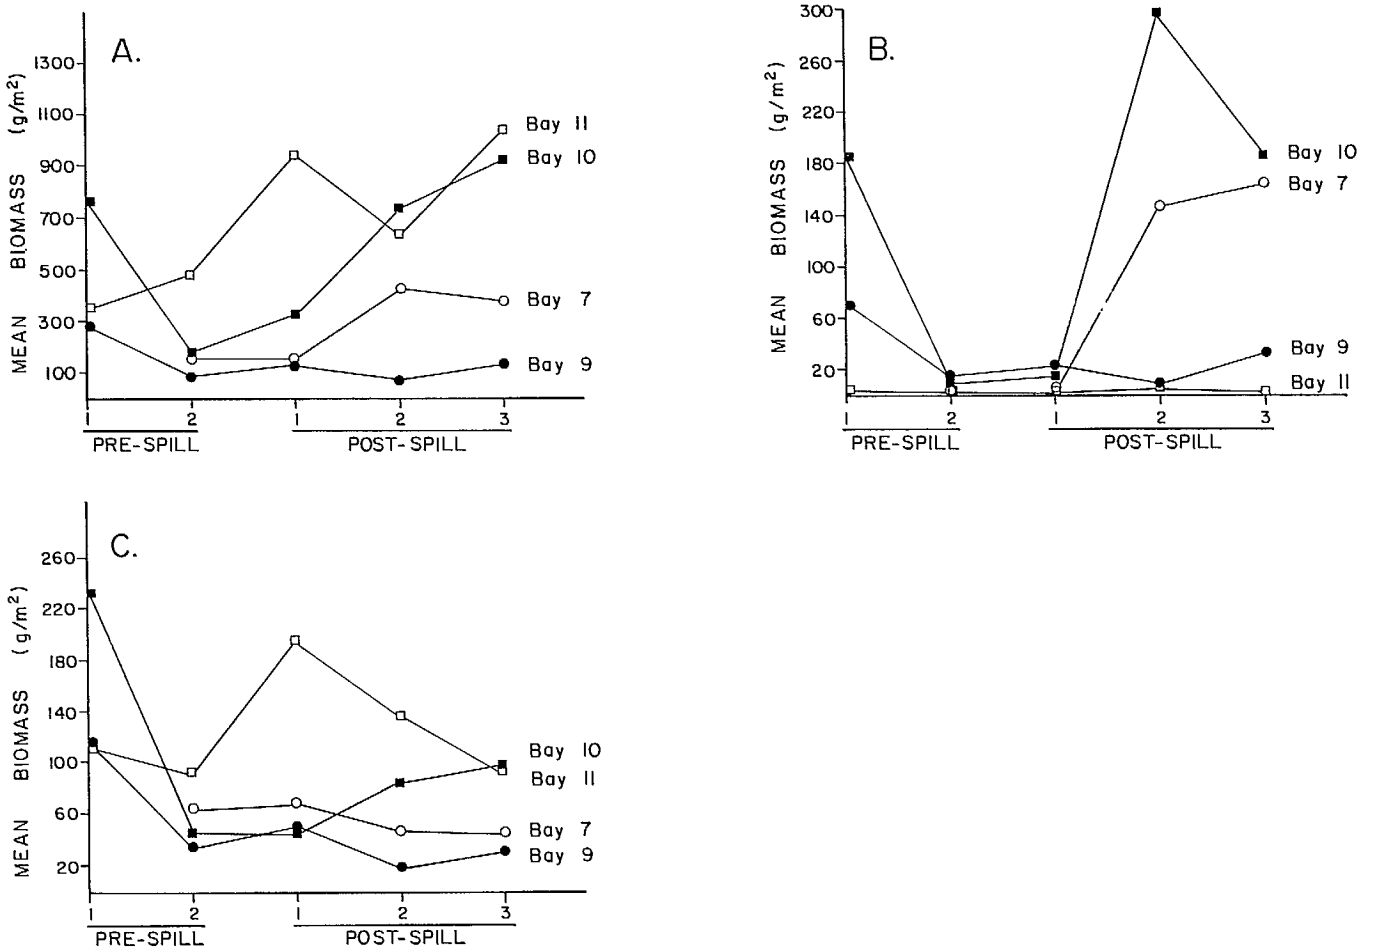 A.
MEAN BIOMASS (g/m²)
1300
1100
900
700
500
300
100
Bay 11
Bay 10
Bay 7
Bay 9
1 2 1 2 3
PRE-SPILL POST-SPILL
B.
MEAN BIOMASS (g/m²)
300
260
220
180
140
100
60
20
Bay 10
Bay 7
Bay 9
Bay 11
1 2 1 2 3
PRE-SPILL POST-SPILL
C.
MEAN BIOMASS (g/m²)
260
220
180
140
100
60
20
Bay 10
Bay 11
Bay 7
Bay 9
1 2 1 2 3
PRE-SPILL POST-SPILL